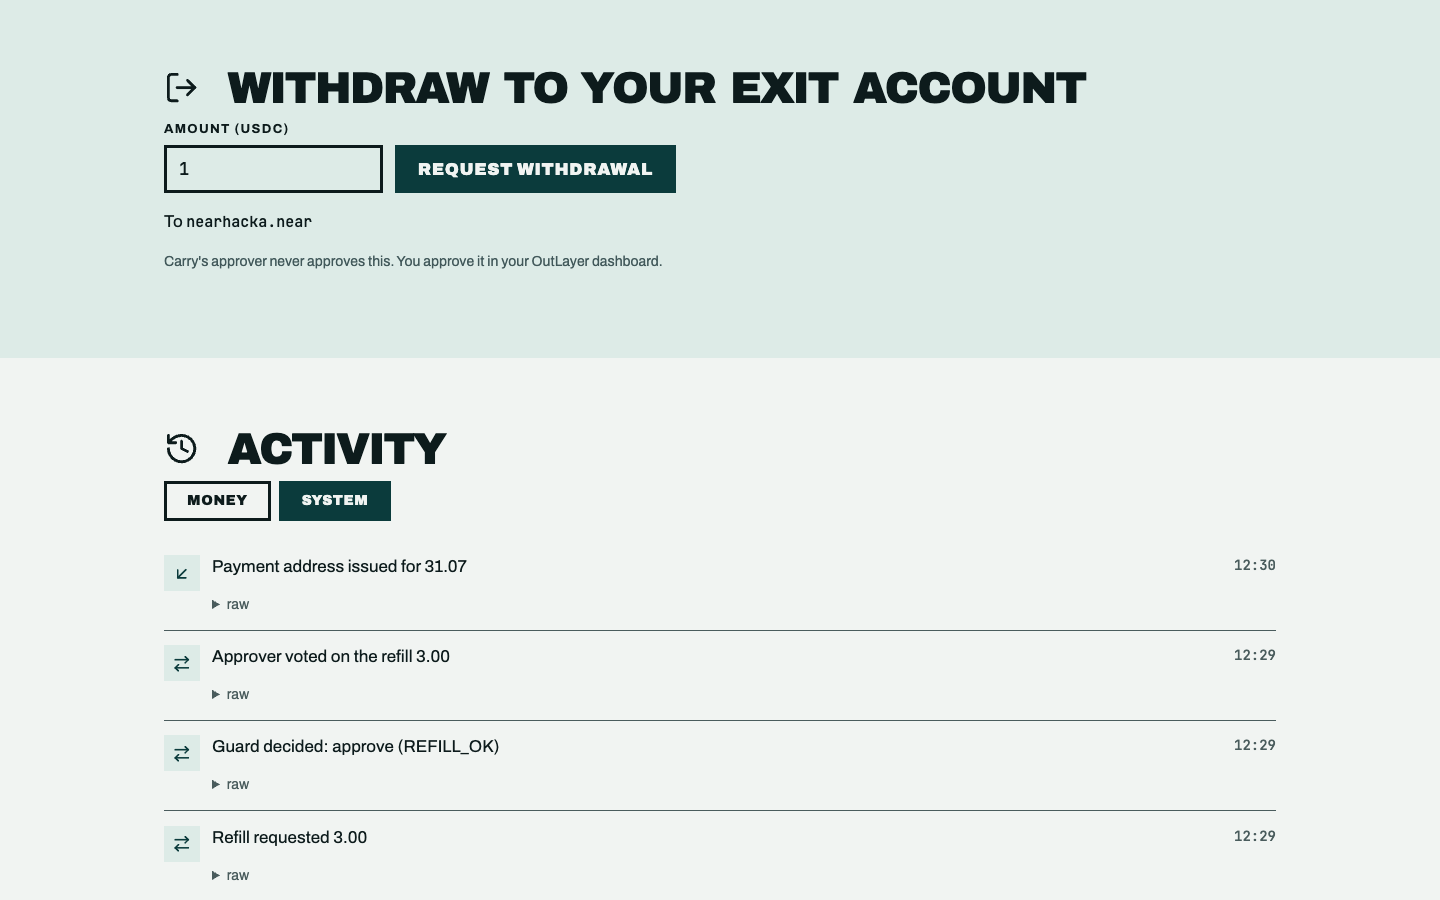 WITHDRAW TO YOUR EXIT ACCOUNT
AMOUNT (USDC)
1
REQUEST WITHDRAWAL
To nearhacka.near
Carry's approver never approves this. You approve it in your OutLayer dashboard.
ACTIVITY
MONEY
SYSTEM
Payment address issued for 31.07
12:30
raw
Approver voted on the refill 3.00
12:29
raw
Guard decided: approve (REFILL_OK)
12:29
raw
Refill requested 3.00
12:29
raw